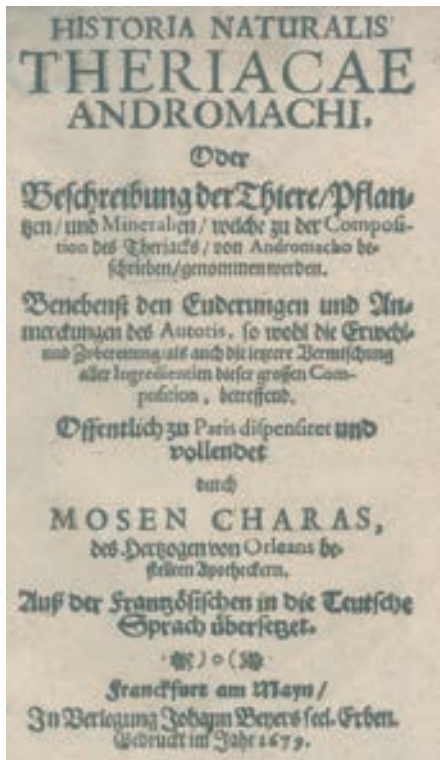 HISTORIA NATURALIS
THERIACAE
ANDROMACHI,
Oder
Beschreibung der Thiere/Pflan-
tzen/und Mineralien/welche zu der Composi-
tion des Theriacks/von Andromacho be-
schrieben/genommen werden.
Benebenst den Enderungen und An-
merckungen des Autoris, so wohl die Erwehl-
und Zubereitung/als auch die letztere Vermischung
aller Ingredientien dieser grossen Com-
position, betreffend.
Offentlich zu Paris dispensiret und
vollendet
durch
MOSEN CHARAS,
des Hertzogen von Orleans be-
stellten Apotheckern.
Auß der Frantzösischen in die Teutsche
Sprach übersetzet.
Franckfurt am Mayn/
In Verlegung Johann Beyers seel. Erben.
Gedruckt im Jahr 1679.